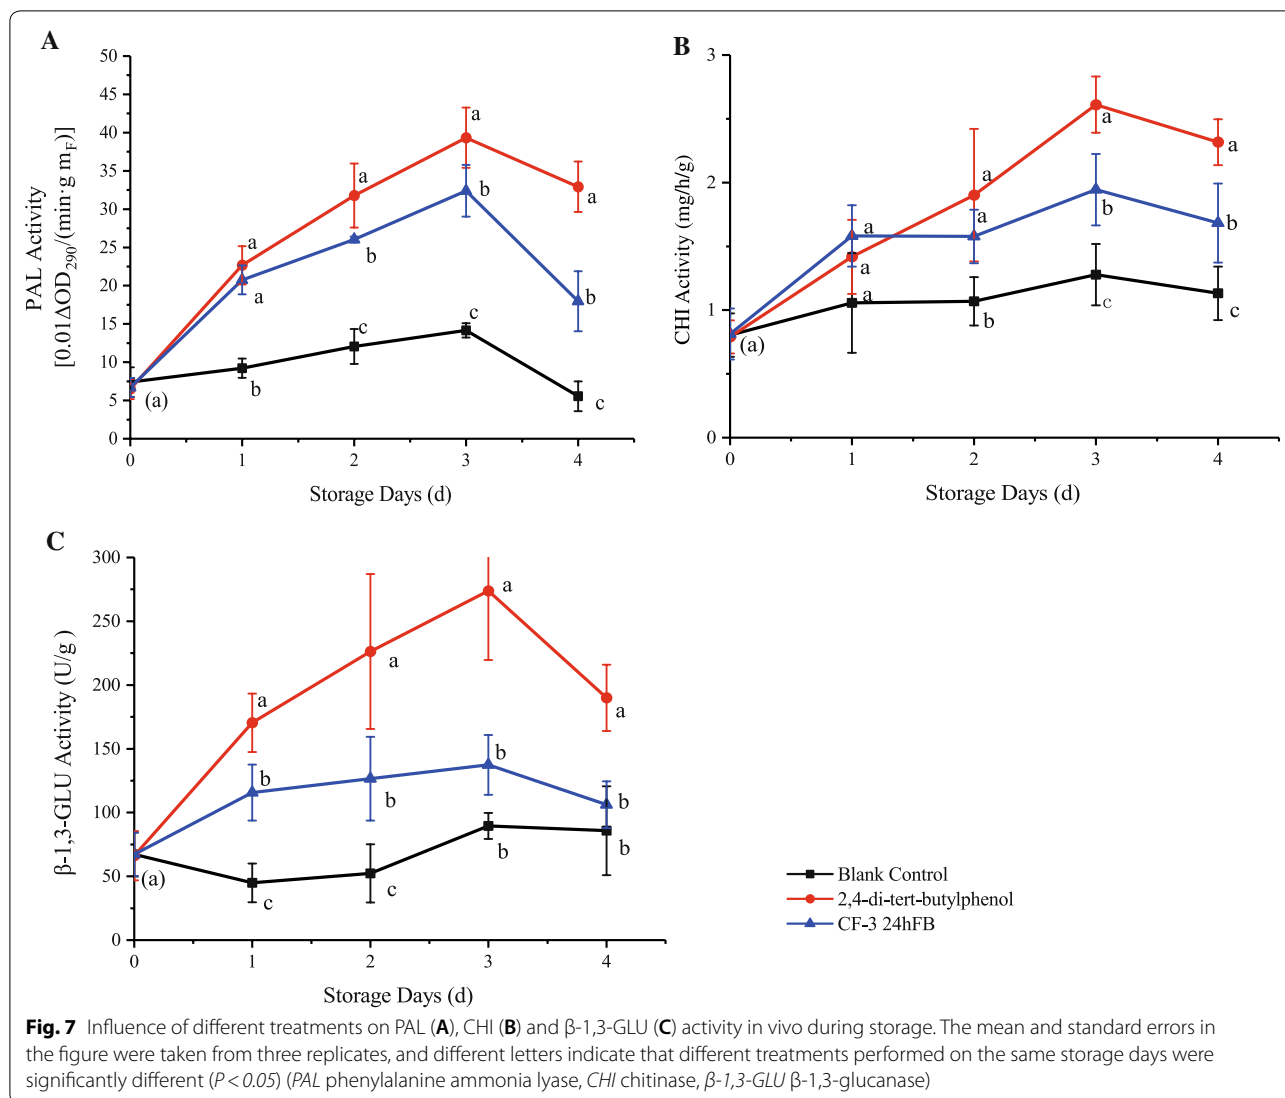 A
50
45
40
35
30
25
20
15
10
5
0
PAL Activity
[0.01ΔOD290/(min·g mF)]
a
a
a
a
a
b
b
b
b
c
c
c
(a)
0 1 2 3 4
Storage Days (d)
B
3
2
1
0
CHI Activity (mg/h/g)
a
a
a
a
a
a
a
b
b
b
c
c
(a)
0 1 2 3 4
Storage Days (d)
C
300
250
200
150
100
50
0
β-1,3-GLU Activity (U/g )
a
a
a
a
b
b
b
b
c
c
b
b
(a)
0 1 2 3 4
Storage Days (d)
Blank Control
2,4-di-tert-butylphenol
CF-3 24hFB
Fig. 7 Influence of different treatments on PAL (A), CHI (B) and β-1,3-GLU (C) activity in vivo during storage. The mean and standard errors in
the figure were taken from three replicates, and different letters indicate that different treatments performed on the same storage days were
significantly different (P < 0.05) (PAL phenylalanine ammonia lyase, CHI chitinase, β-1,3-GLU β-1,3-glucanase)